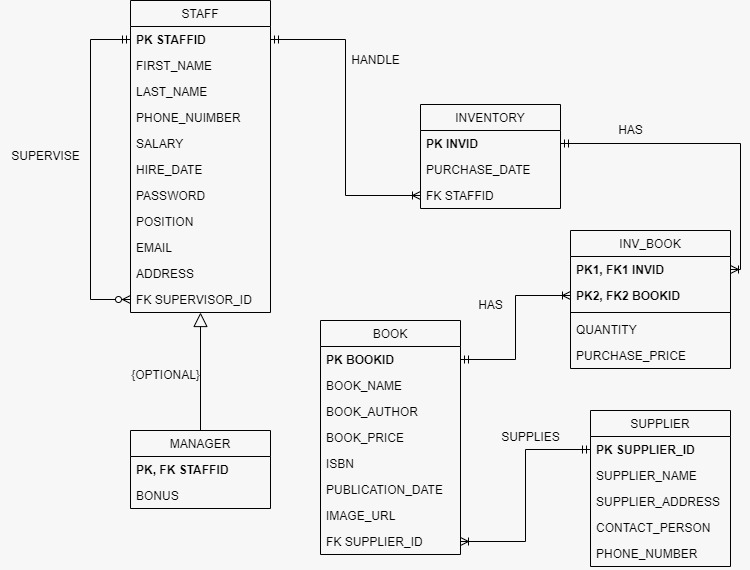 STAFF
PK STAFFID
FIRST_NAME
LAST_NAME
PHONE_NUIMBER
SALARY
HIRE_DATE
PASSWORD
POSITION
EMAIL
ADDRESS
FK SUPERVISOR_ID
SUPERVISE
HANDLE
INVENTORY
PK INVID
PURCHASE_DATE
FK STAFFID
HAS
INV_BOOK
PK1, FK1 INVID
PK2, FK2 BOOKID
QUANTITY
PURCHASE_PRICE
HAS
BOOK
PK BOOKID
BOOK_NAME
BOOK_AUTHOR
BOOK_PRICE
ISBN
PUBLICATION_DATE
IMAGE_URL
FK SUPPLIER_ID
{OPTIONAL}
MANAGER
PK, FK STAFFID
BONUS
SUPPLIES
SUPPLIER
PK SUPPLIER_ID
SUPPLIER_NAME
SUPPLIER_ADDRESS
CONTACT_PERSON
PHONE_NUMBER